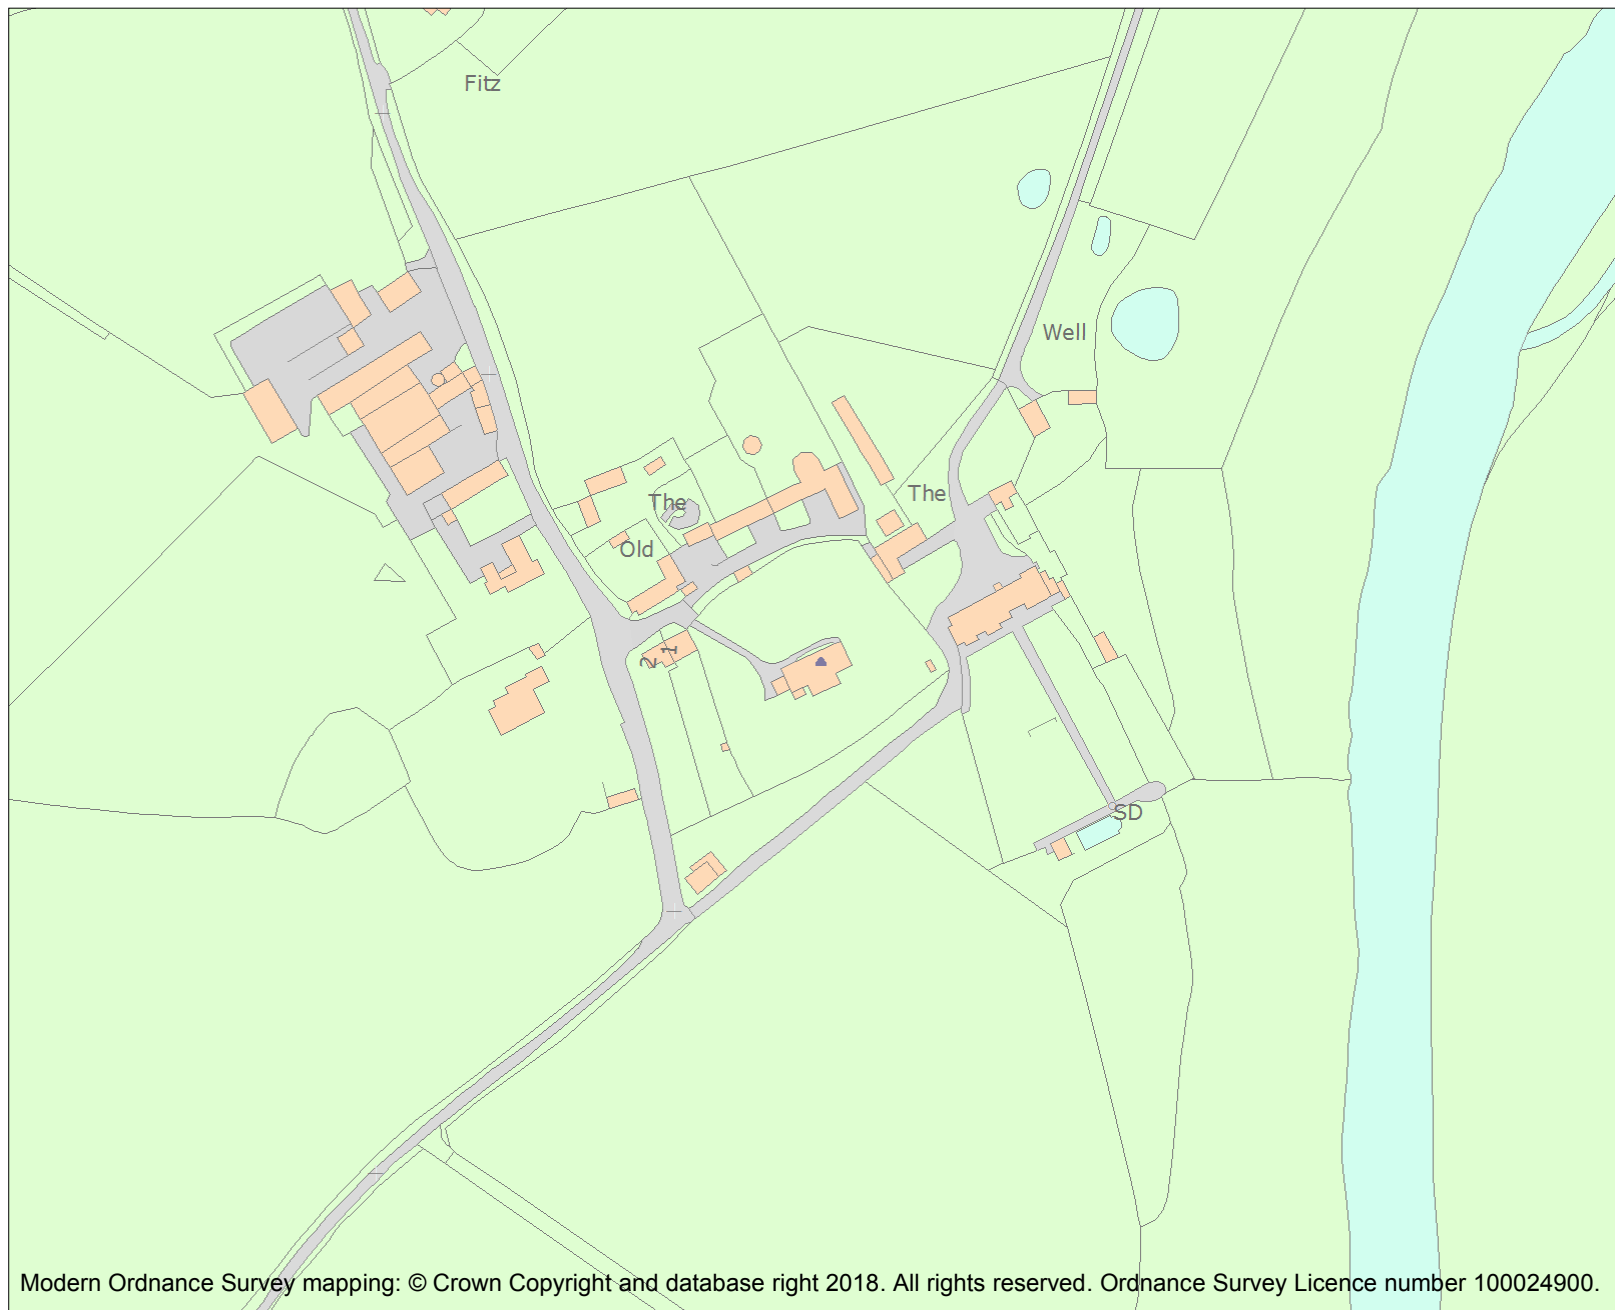 Fitz
Well
The
The
Old
1
2
SD
Modern Ordnance Survey mapping: © Crown Copyright and database right 2018. All rights reserved. Ordnance Survey Licence number 100024900.